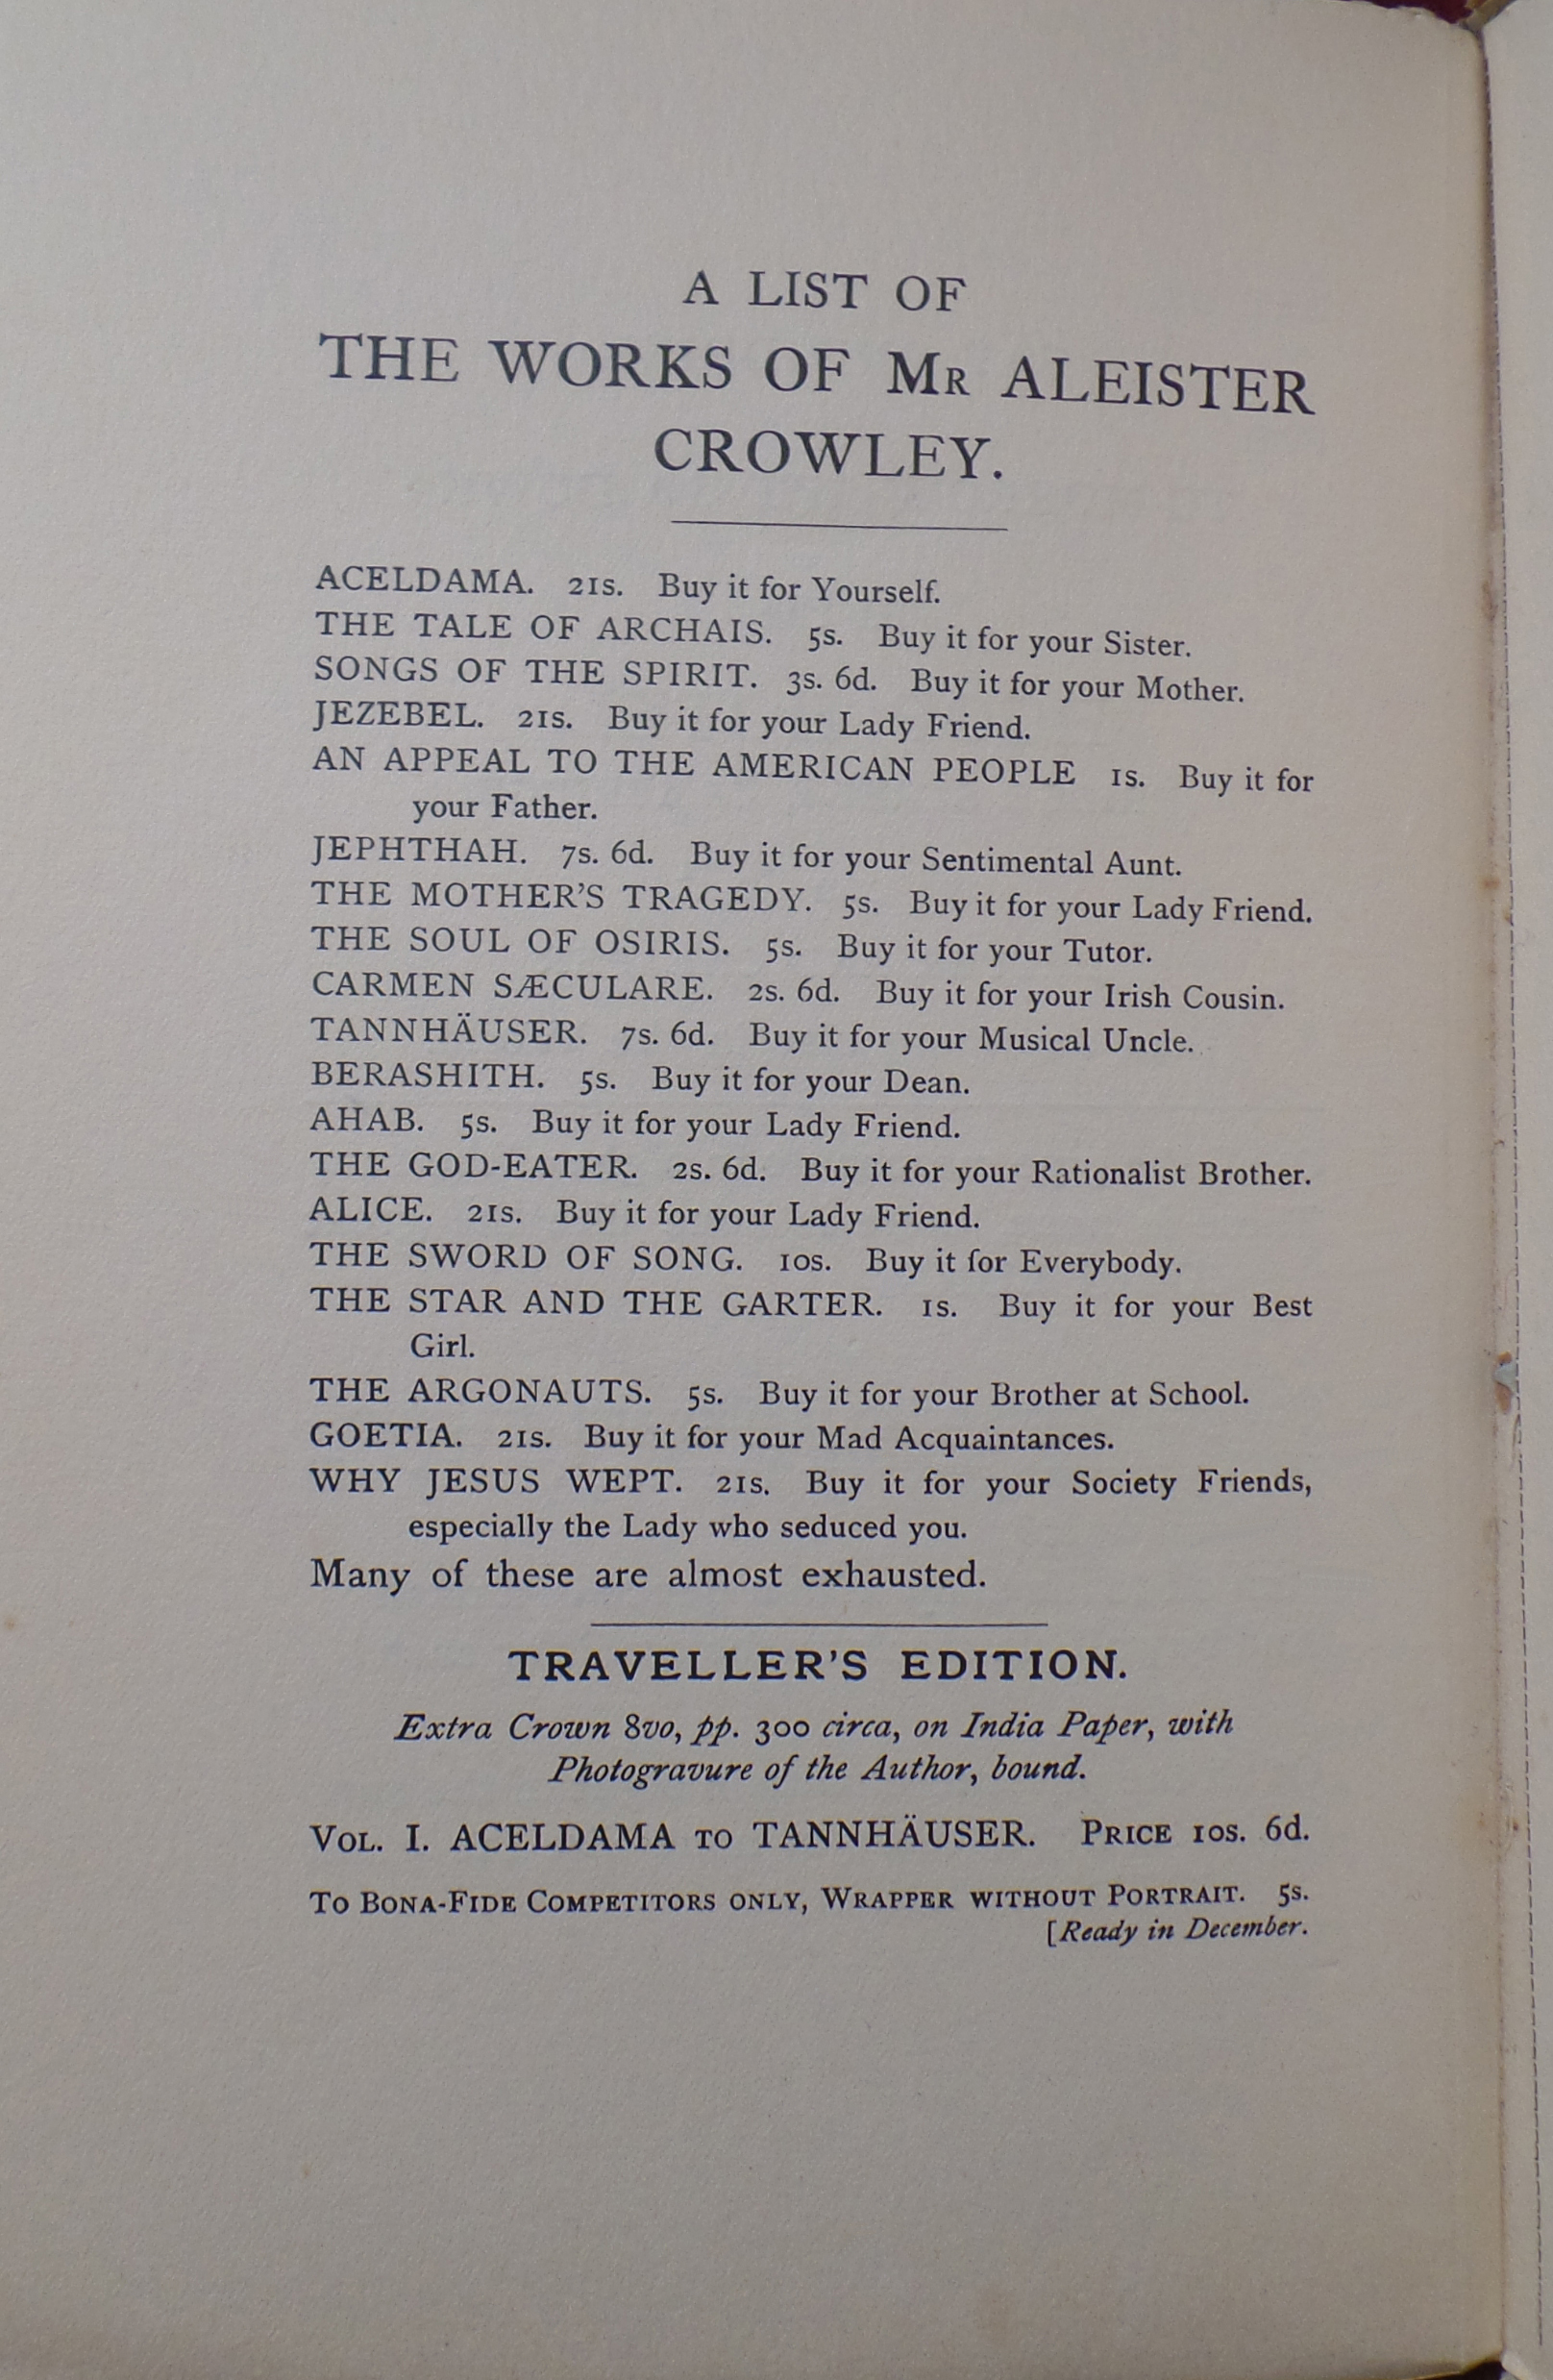 A LIST OF
THE WORKS OF MR ALEISTER
CROWLEY.
ACELDAMA. 21s. Buy it for Yourself.
THE TALE OF ARCHAIS. 5s. Buy it for your Sister.
SONGS OF THE SPIRIT. 3s. 6d. Buy it for your Mother.
JEZEBEL. 21s. Buy it for your Lady Friend.
AN APPEAL TO THE AMERICAN PEOPLE 1s. Buy it for
your Father.
JEPHTHAH. 7s. 6d. Buy it for your Sentimental Aunt.
THE MOTHER'S TRAGEDY. 5s. Buy it for your Lady Friend.
THE SOUL OF OSIRIS. 5s. Buy it for your Tutor.
CARMEN SÆCULARE. 2s. 6d. Buy it for your Irish Cousin.
TANNHÄUSER. 7s. 6d. Buy it for your Musical Uncle.
BERASHITH. 5s. Buy it for your Dean.
AHAB. 5s. Buy it for your Lady Friend.
THE GOD-EATER. 2s. 6d. Buy it for your Rationalist Brother.
ALICE. 21s. Buy it for your Lady Friend.
THE SWORD OF SONG. 10s. Buy it for Everybody.
THE STAR AND THE GARTER. 1s. Buy it for your Best
Girl.
THE ARGONAUTS. 5s. Buy it for your Brother at School.
GOETIA. 21s. Buy it for your Mad Acquaintances.
WHY JESUS WEPT. 21s. Buy it for your Society Friends,
especially the Lady who seduced you.
Many of these are almost exhausted.
TRAVELLER'S EDITION.
Extra Crown 8vo, pp. 300 circa, on India Paper, with
Photogravure of the Author, bound.
VOL. I. ACELDAMA TO TANNHÄUSER. PRICE 10s. 6d.
TO BONA-FIDE COMPETITORS ONLY, WRAPPER WITHOUT PORTRAIT. 5s.
[Ready in December.